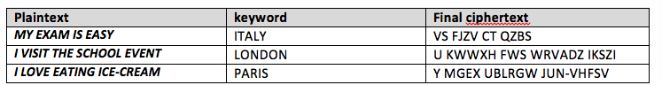 Plaintext keyword Final ciphertext
MY EXAM IS EASY ITALY VS FJZV CT QZBS
I VISIT THE SCHOOL EVENT LONDON U KWWXH FWS WRVADZ IKSZI
I LOVE EATING ICE-CREAM PARIS Y MGEX UBLRGW JUN-VHFSV